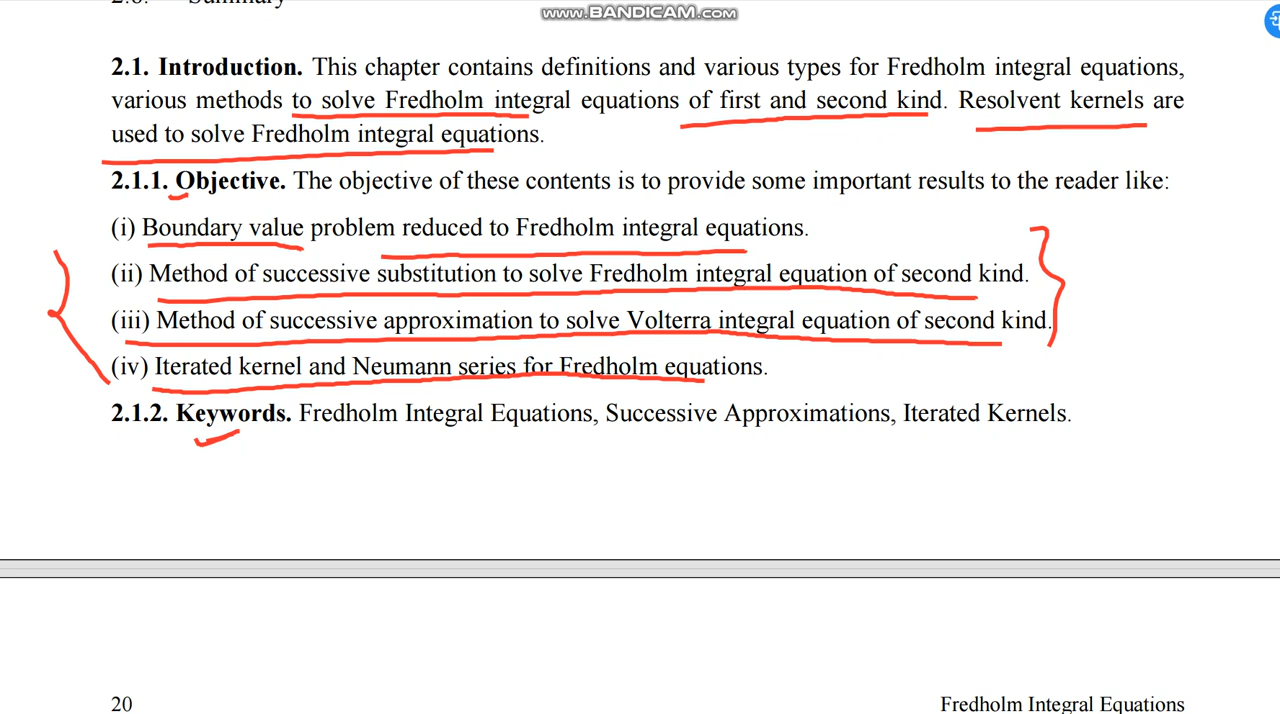 2.6. Summary
www.BANDICAM.com
2.1. Introduction. This chapter contains definitions and various types for Fredholm integral equations,
various methods to solve Fredholm integral equations of first and second kind. Resolvent kernels are
used to solve Fredholm integral equations.
2.1.1. Objective. The objective of these contents is to provide some important results to the reader like:
(i) Boundary value problem reduced to Fredholm integral equations.
(ii) Method of successive substitution to solve Fredholm integral equation of second kind.
(iii) Method of successive approximation to solve Volterra integral equation of second kind.
(iv) Iterated kernel and Neumann series for Fredholm equations.
2.1.2. Keywords. Fredholm Integral Equations, Successive Approximations, Iterated Kernels.
20 Fredholm Integral Equations